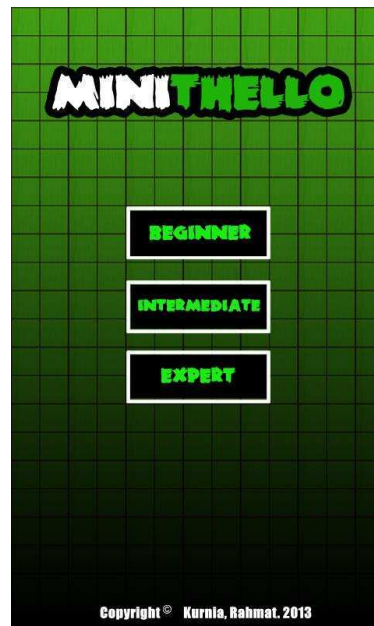 MINITHELLO
BEGINNER
INTERMEDIATE
EXPERT
Copyright © Kurnia, Rahmat. 2013